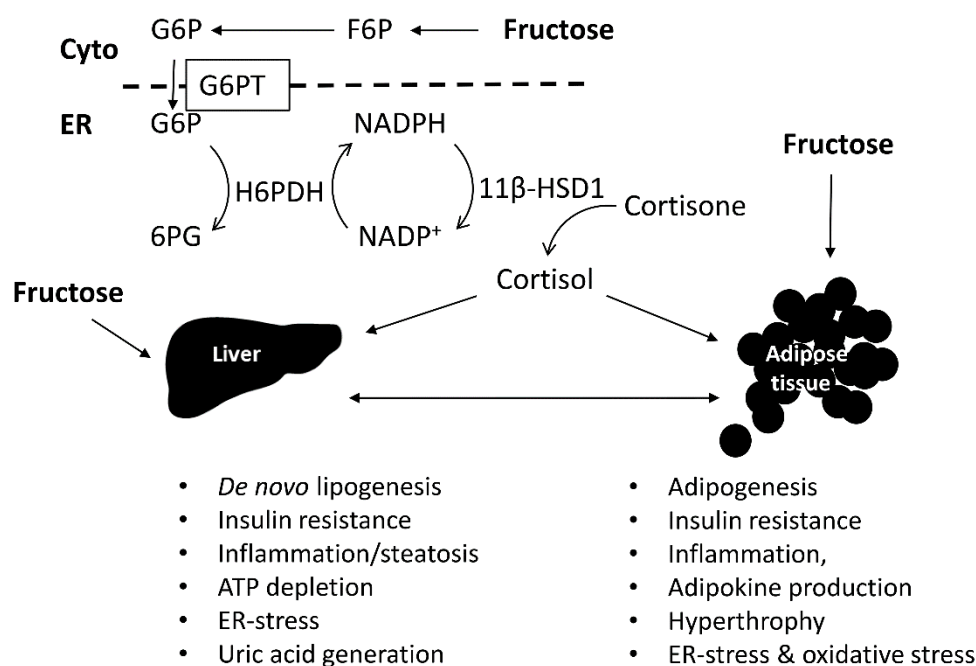 G6P F6P Fructose
Cyto
G6PT
ER G6P NADPH
Fructose
H6PDH 11β-HSD1
Cortisone
6PG NADP⁺
Cortisol
Fructose
Liver
Adipose
tissue
• De novo lipogenesis
• Insulin resistance
• Inflammation/steatosis
• ATP depletion
• ER-stress
• Uric acid generation
• Adipogenesis
• Insulin resistance
• Inflammation,
• Adipokine production
• Hyperthrophy
• ER-stress & oxidative stress